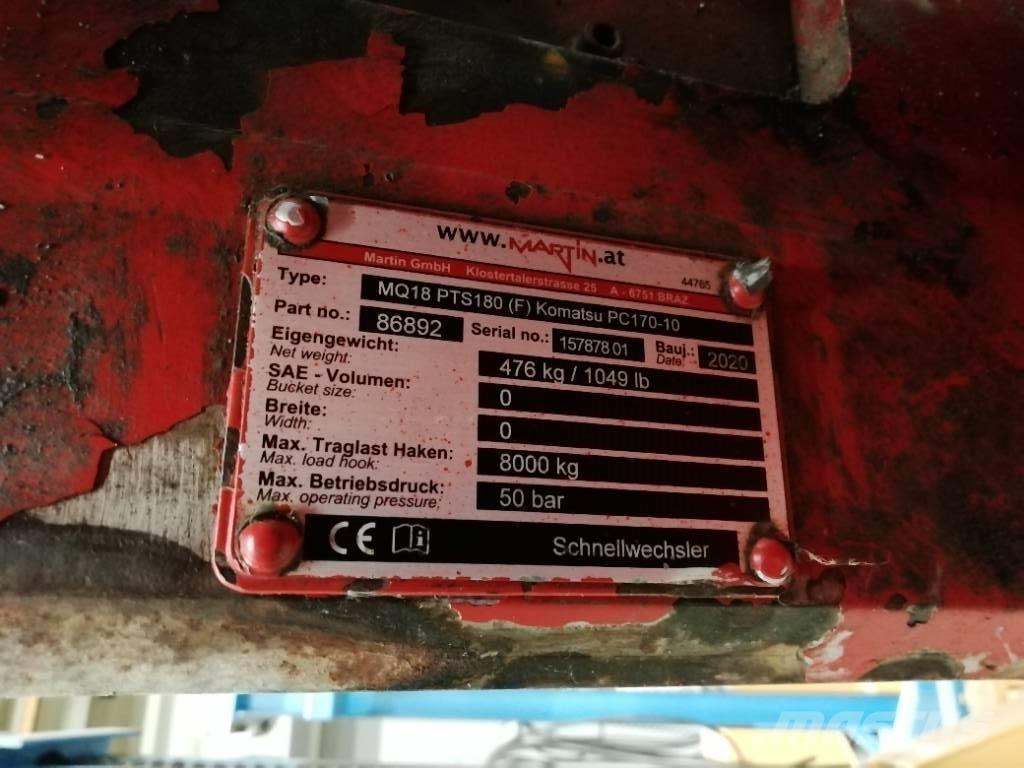 www.MARTIN.at
Martin GmbH Klostertalerstrasse 25 A - 6751 BRAZ 44765
Type: MQ18 PTS180 (F) Komatsu PC170-10
Part no.: 86892 Serial no.: 157878 01 Bauj.: 2020
Date:
Eigengewicht: 476 kg / 1049 lb
Net weight:
SAE - Volumen: 0
Bucket size:
Breite: 0
Width:
Max. Traglast Haken: 8000 kg
Max. load hook:
Max. Betriebsdruck: 50 bar
Max. operating pressure:
CE Schnellwechsler
mascus